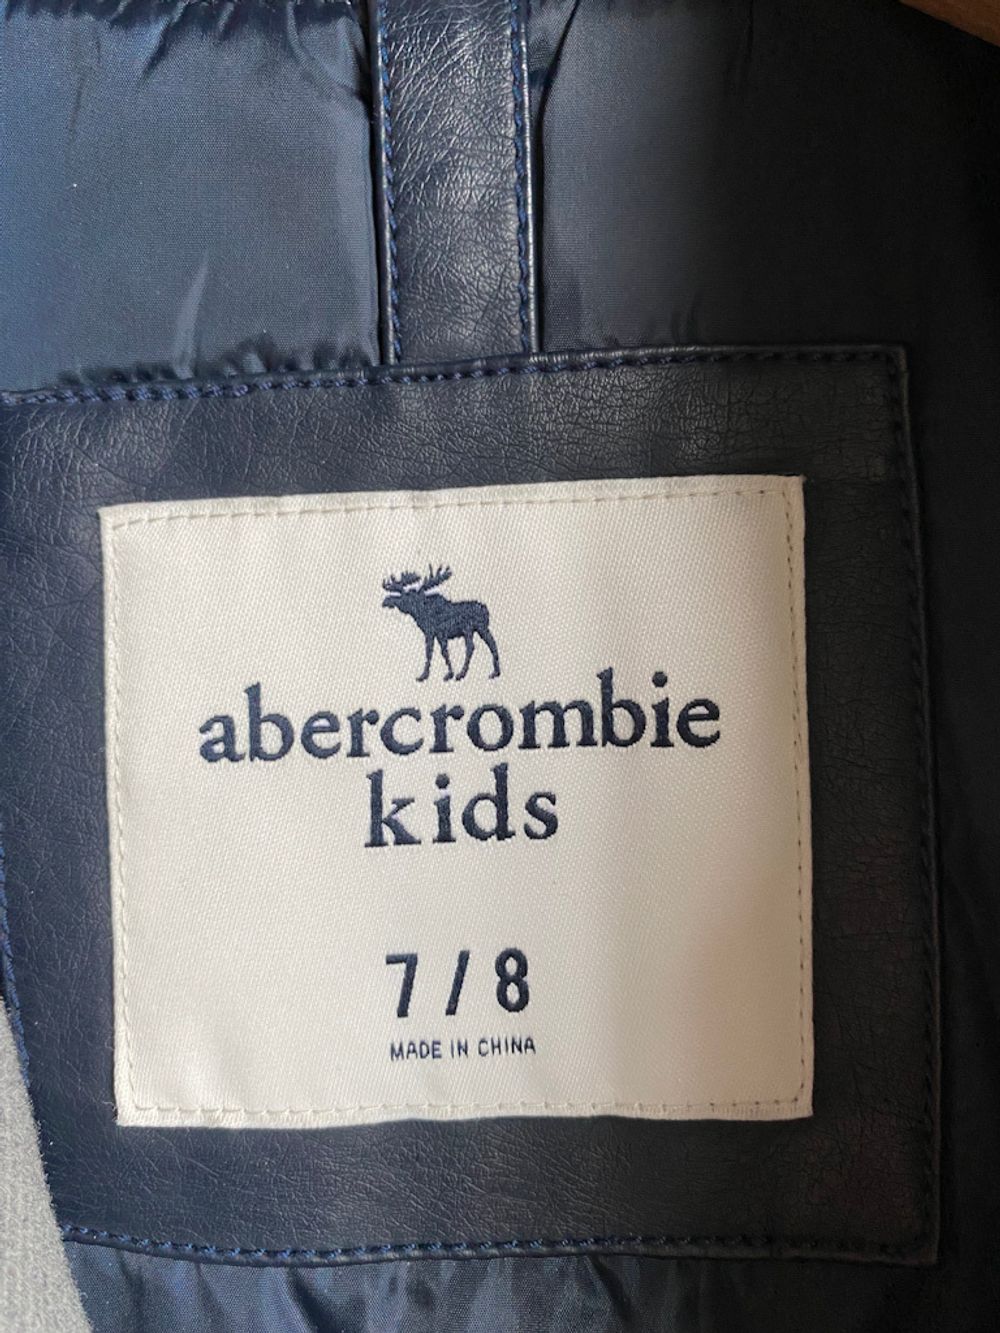 abercrombie
kids
7/8
MADE IN CHINA